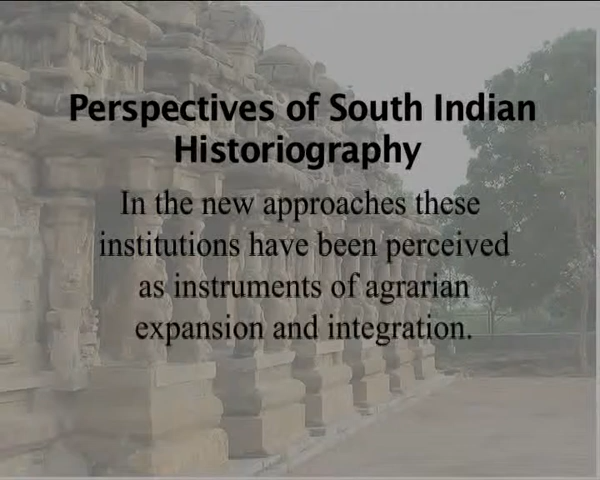 Perspectives of South Indian
Historiography
In the new approaches these
institutions have been perceived
as instruments of agrarian
expansion and integration.